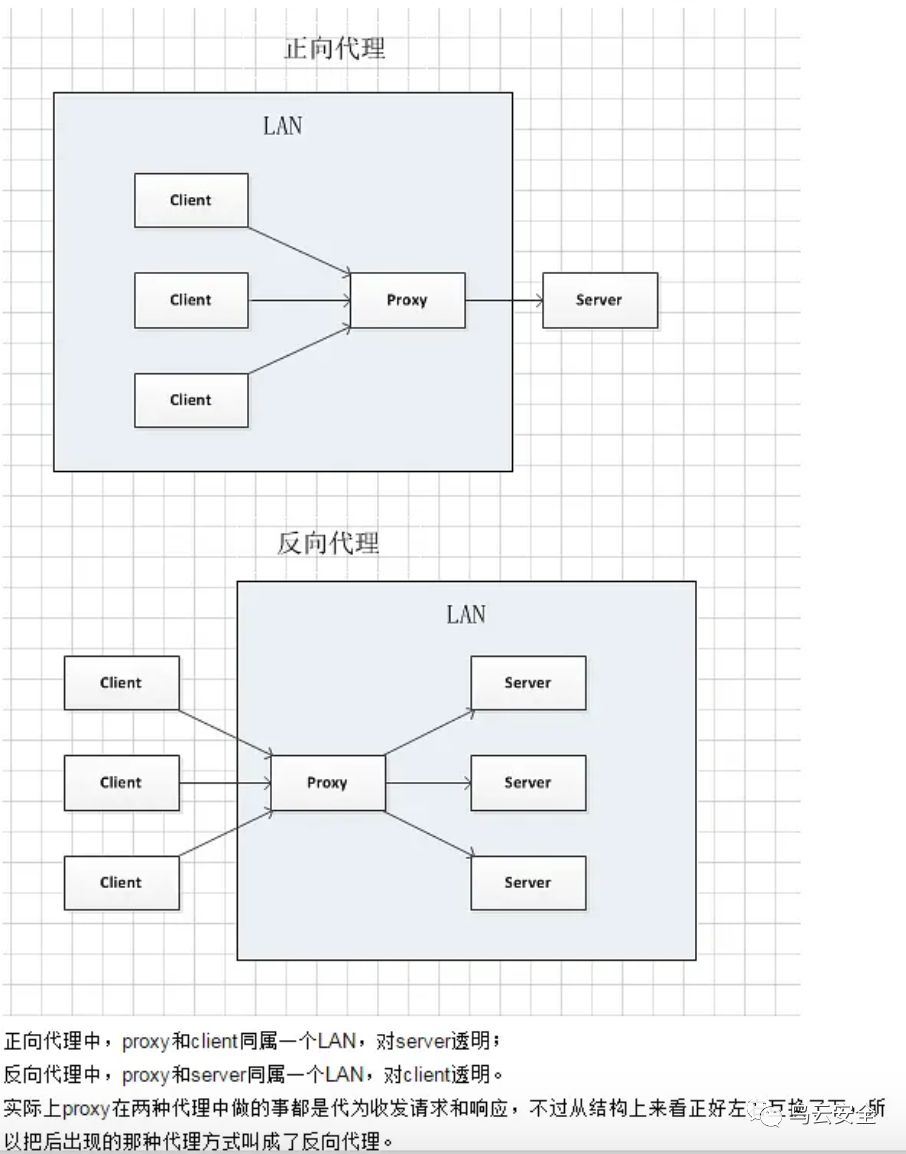 正向代理
LAN
Client
Client
Proxy
Server
Client
反向代理
LAN
Client
Server
Client
Proxy
Server
Client
Server
正向代理中，proxy和client同属一个LAN，对server透明；
反向代理中，proxy和server同属一个LAN，对client透明。
实际上proxy在两种代理中做的事都是代为收发请求和响应，不过从结构上来看正好左 互换了下，所
以把后出现的那种代理方式叫成了反向代理。
乌云安全